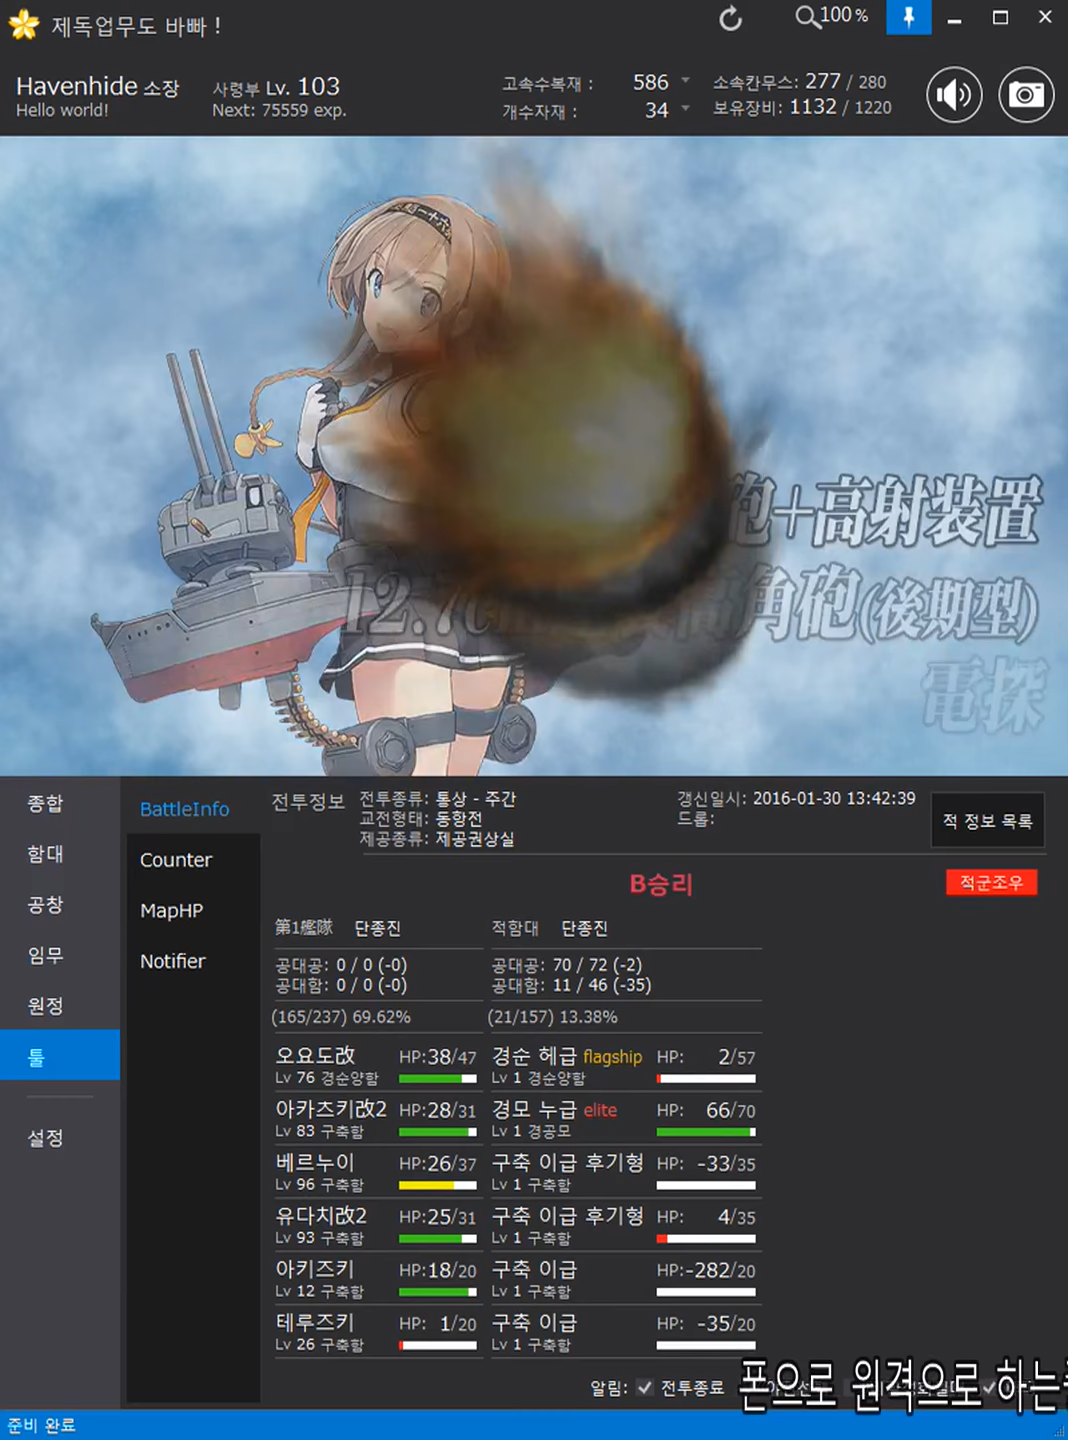 제독업무도 바빠 !
100 %
Havenhide 소장
Hello world!
사령부 Lv. 103
Next: 75559 exp.
고속수복재 : 586
개수자재 : 34
소속칸무스: 277 / 280
보유장비: 1132 / 1220
砲+高射装置
12.7c
高角砲(後期型)
電探
종합
함대
공창
임무
원정
툴
설정
BattleInfo
Counter
MapHP
Notifier
전투정보
전투종류: 통상 - 주간
교전형태: 동항전
제공종류: 제공권상실
갱신일시: 2016-01-30 13:42:39
드롭:
적 정보 목록
B승리
적군조우
第1艦隊 단종진
공대공: 0 / 0 (-0)
공대함: 0 / 0 (-0)
(165/237) 69.62%
오요도改 HP:38/47
Lv 76 경순양함
아카츠키改2 HP:28/31
Lv 83 구축함
베르누이 HP:26/37
Lv 96 구축함
유다치改2 HP:25/31
Lv 93 구축함
아키즈키 HP:18/20
Lv 12 구축함
테루즈키 HP: 1/20
Lv 26 구축함
적함대 단종진
공대공: 70 / 72 (-2)
공대함: 11 / 46 (-35)
(21/157) 13.38%
경순 헤급 flagship HP: 2/57
Lv 1 경순양함
경모 누급 elite HP: 66/70
Lv 1 경공모
구축 이급 후기형 HP: -33/35
Lv 1 구축함
구축 이급 후기형 HP: 4/35
Lv 1 구축함
구축 이급 HP:-282/20
Lv 1 구축함
구축 이급 HP: -35/20
Lv 1 구축함
알림: 전투종료
폰으로 원격으로 하는
준비 완료